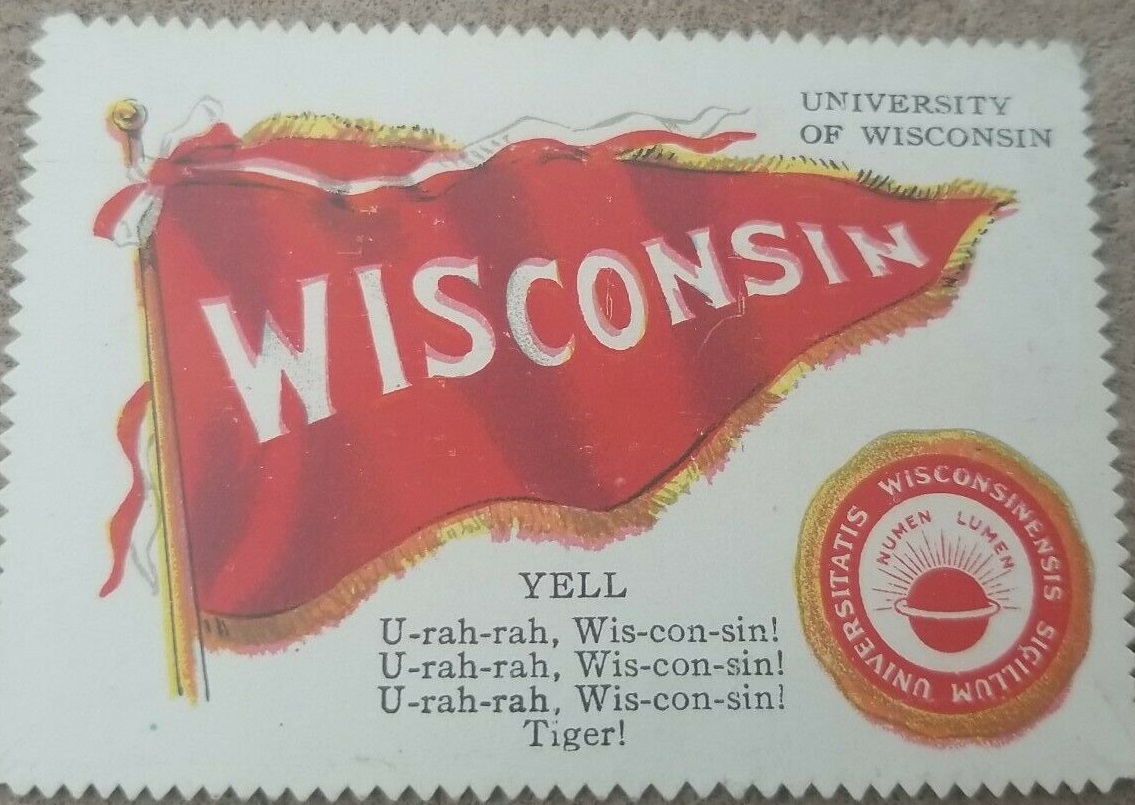 UNIVERSITY
OF WISCONSIN
WISCONSIN
YELL
U-rah-rah, Wis-con-sin!
U-rah-rah, Wis-con-sin!
U-rah-rah, Wis-con-sin!
Tiger!
UNIVERSITATIS WISCONSINENSIS SIGILLUM
NUMEN LUMEN